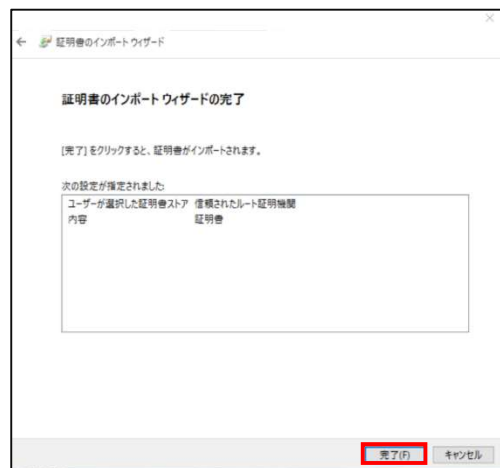 証明書のインポート ウィザード
証明書のインポート ウィザードの完了
[完了] をクリックすると、証明書がインポートされます。
次の設定が指定されました:
ユーザーが選択した証明書ストア 信頼されたルート証明機関
内容 証明書
完了(F) キャンセル